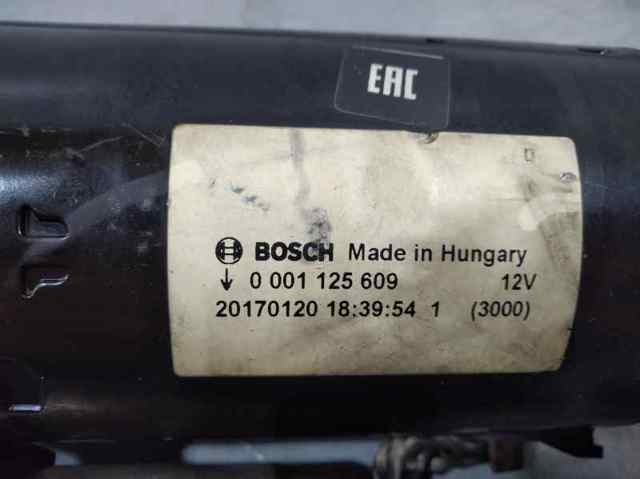 EAC
BOSCH Made in Hungary
↓ 0 001 125 609 12V
20170120 18:39:54 1 (3000)